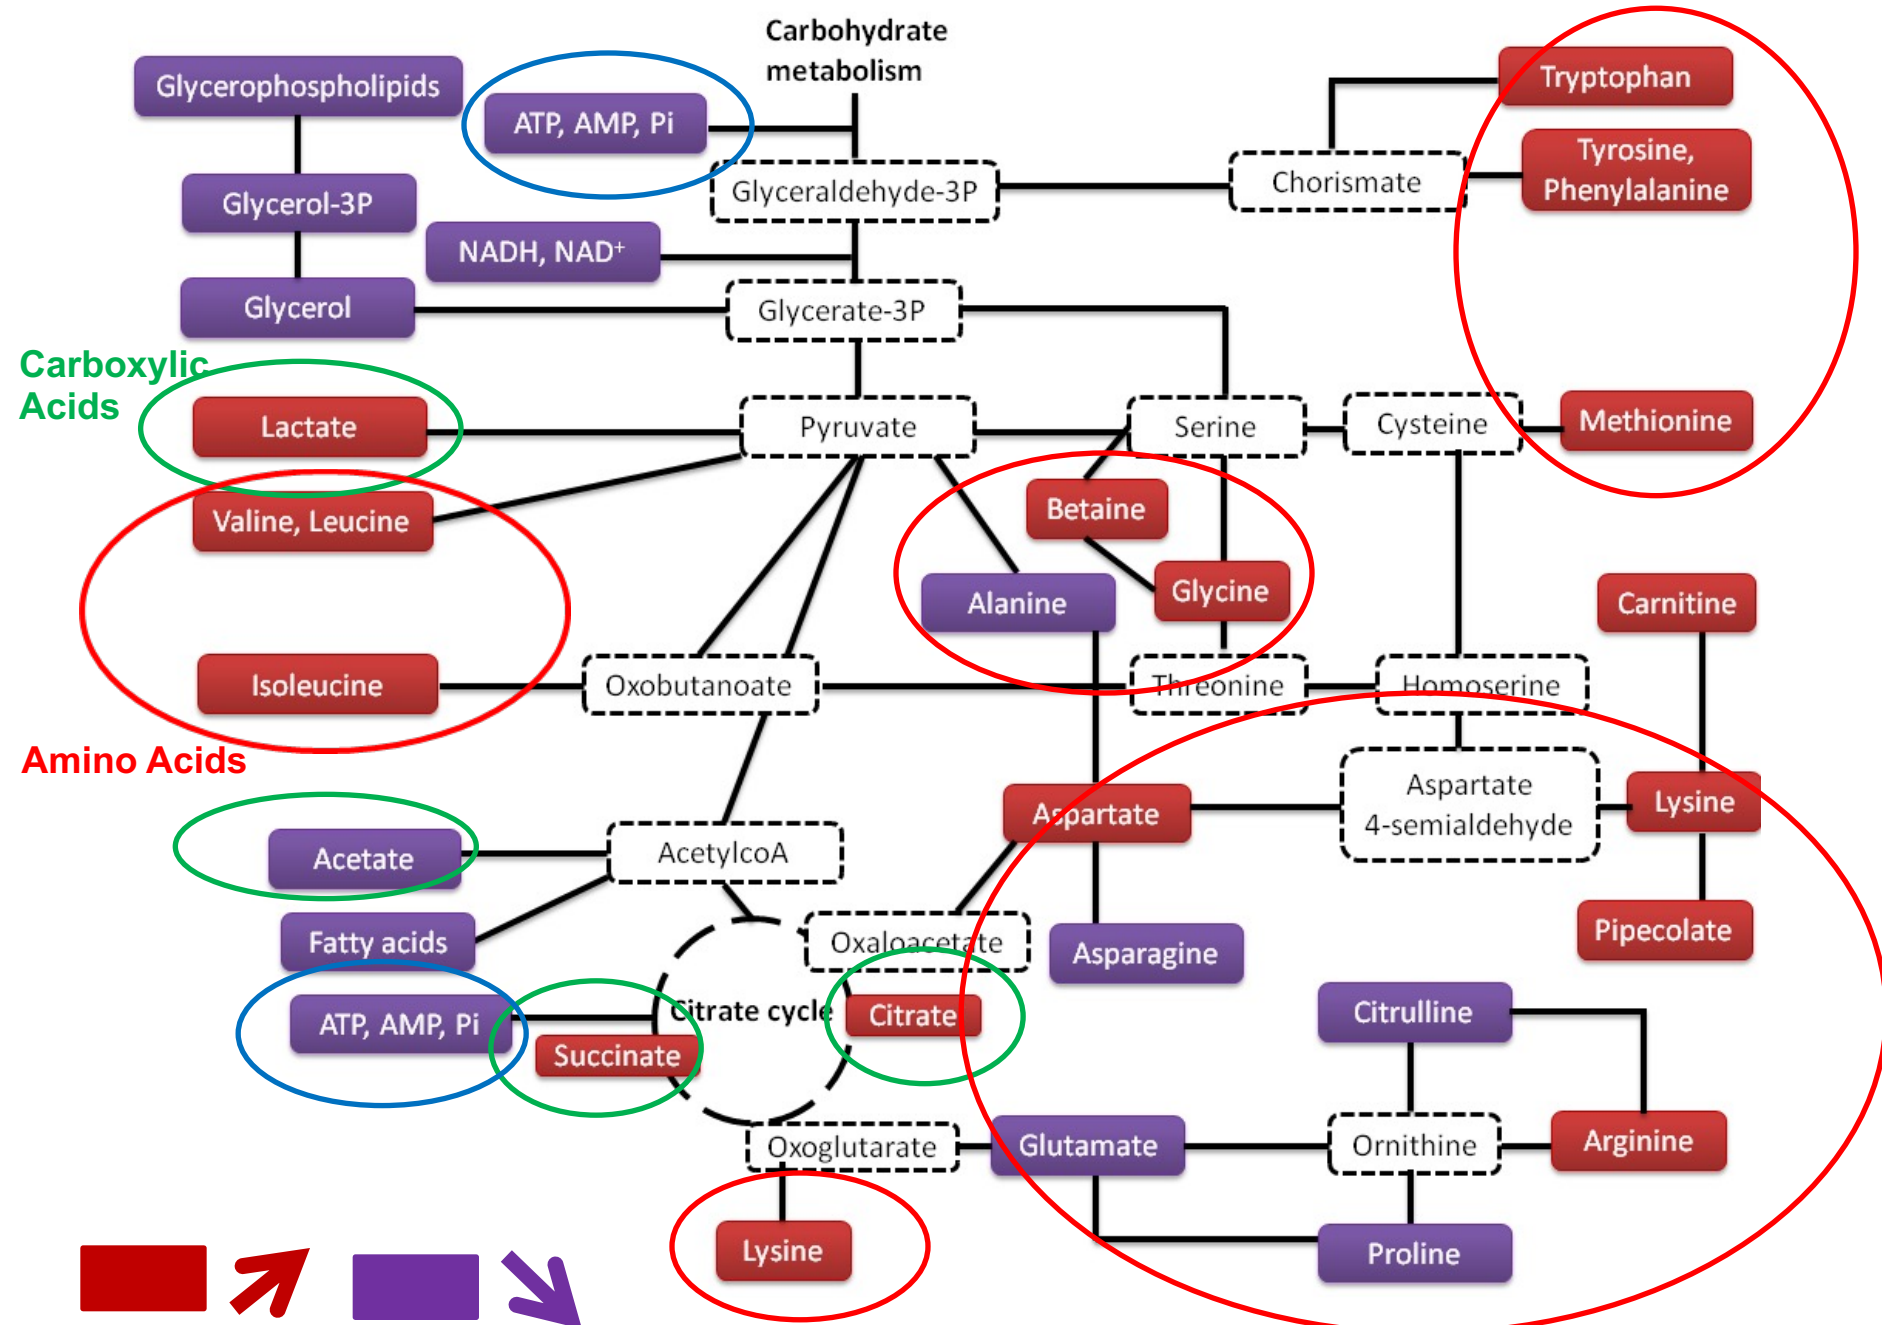 Carbohydrate
metabolism
Glycerophospholipids
ATP, AMP, Pi
Tryptophan
Tyrosine,
Phenylalanine
Glyceraldehyde-3P
Chorismate
Glycerol-3P
NADH, NAD⁺
Glycerol
Glycerate-3P
Carboxylic
Acids
Lactate
Pyruvate
Serine
Cysteine
Methionine
Valine, Leucine
Betaine
Alanine
Glycine
Carnitine
Isoleucine
Oxobutanoate
Threonine
Homoserine
Amino Acids
Aspartate
Aspartate
4-semialdehyde
Lysine
Acetate
AcetylcoA
Fatty acids
Oxaloacetate
Asparagine
Pipecolate
ATP, AMP, Pi
Citrate cycle
Citrate
Citrulline
Succinate
Oxoglutarate
Glutamate
Ornithine
Arginine
Lysine
Proline